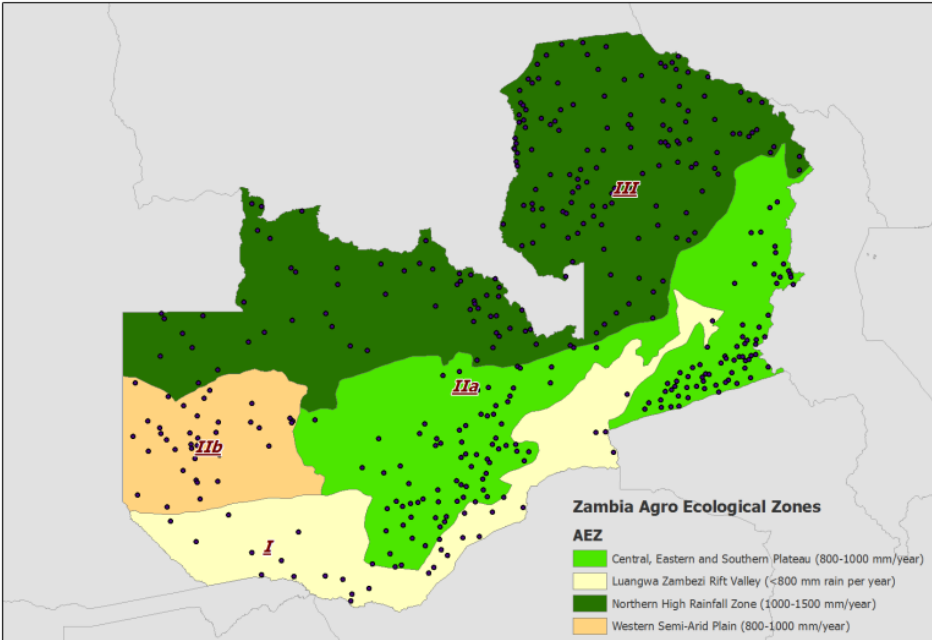 III
IIa
IIb
I
Zambia Agro Ecological Zones
AEZ
Central, Eastern and Southern Plateau (800-1000 mm/year)
Luangwa Zambezi Rift Valley (<800 mm rain per year)
Northern High Rainfall Zone (1000-1500 mm/year)
Western Semi-Arid Plain (800-1000 mm/year)